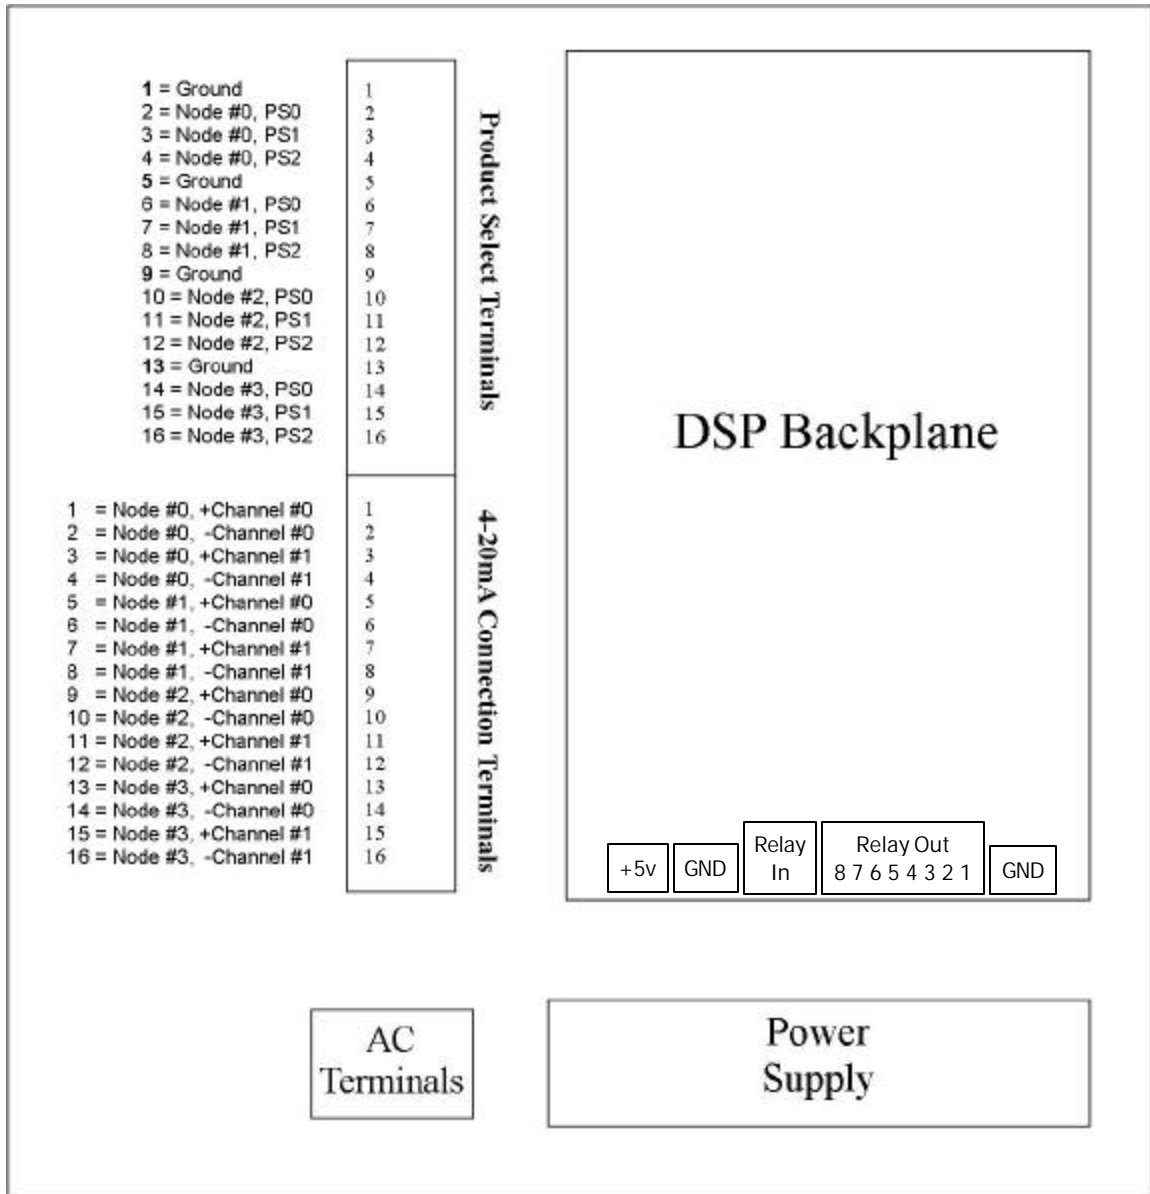 1 = Ground
2 = Node #0, PS0
3 = Node #0, PS1
4 = Node #0, PS2
5 = Ground
6 = Node #1, PS0
7 = Node #1, PS1
8 = Node #1, PS2
9 = Ground
10 = Node #2, PS0
11 = Node #2, PS1
12 = Node #2, PS2
13 = Ground
14 = Node #3, PS0
15 = Node #3, PS1
16 = Node #3, PS2
1
2
3
4
5
6
7
8
9
10
11
12
13
14
15
16
Product Select Terminals
1 = Node #0, +Channel #0
2 = Node #0, -Channel #0
3 = Node #0, +Channel #1
4 = Node #0, -Channel #1
5 = Node #1, +Channel #0
6 = Node #1, -Channel #0
7 = Node #1, +Channel #1
8 = Node #1, -Channel #1
9 = Node #2, +Channel #0
10 = Node #2, -Channel #0
11 = Node #2, +Channel #1
12 = Node #2, -Channel #1
13 = Node #3, +Channel #0
14 = Node #3, -Channel #0
15 = Node #3, +Channel #1
16 = Node #3, -Channel #1
1
2
3
4
5
6
7
8
9
10
11
12
13
14
15
16
4-20mA Connection Terminals
DSP Backplane
+5v
GND
Relay
In
Relay Out
8 7 6 5 4 3 2 1
GND
AC
Terminals
Power
Supply